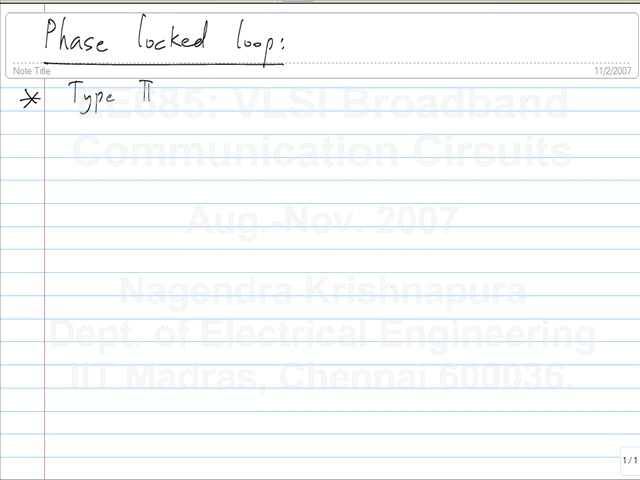 Phase locked loop:
Note Title
11/2/2007
* Type II
EE685: VLSI Broadband
Communication Circuits
Aug.-Nov. 2007
Nagendra Krishnapura
Dept. of Electrical Engineering
IIT Madras, Chennai 600036.
1/1